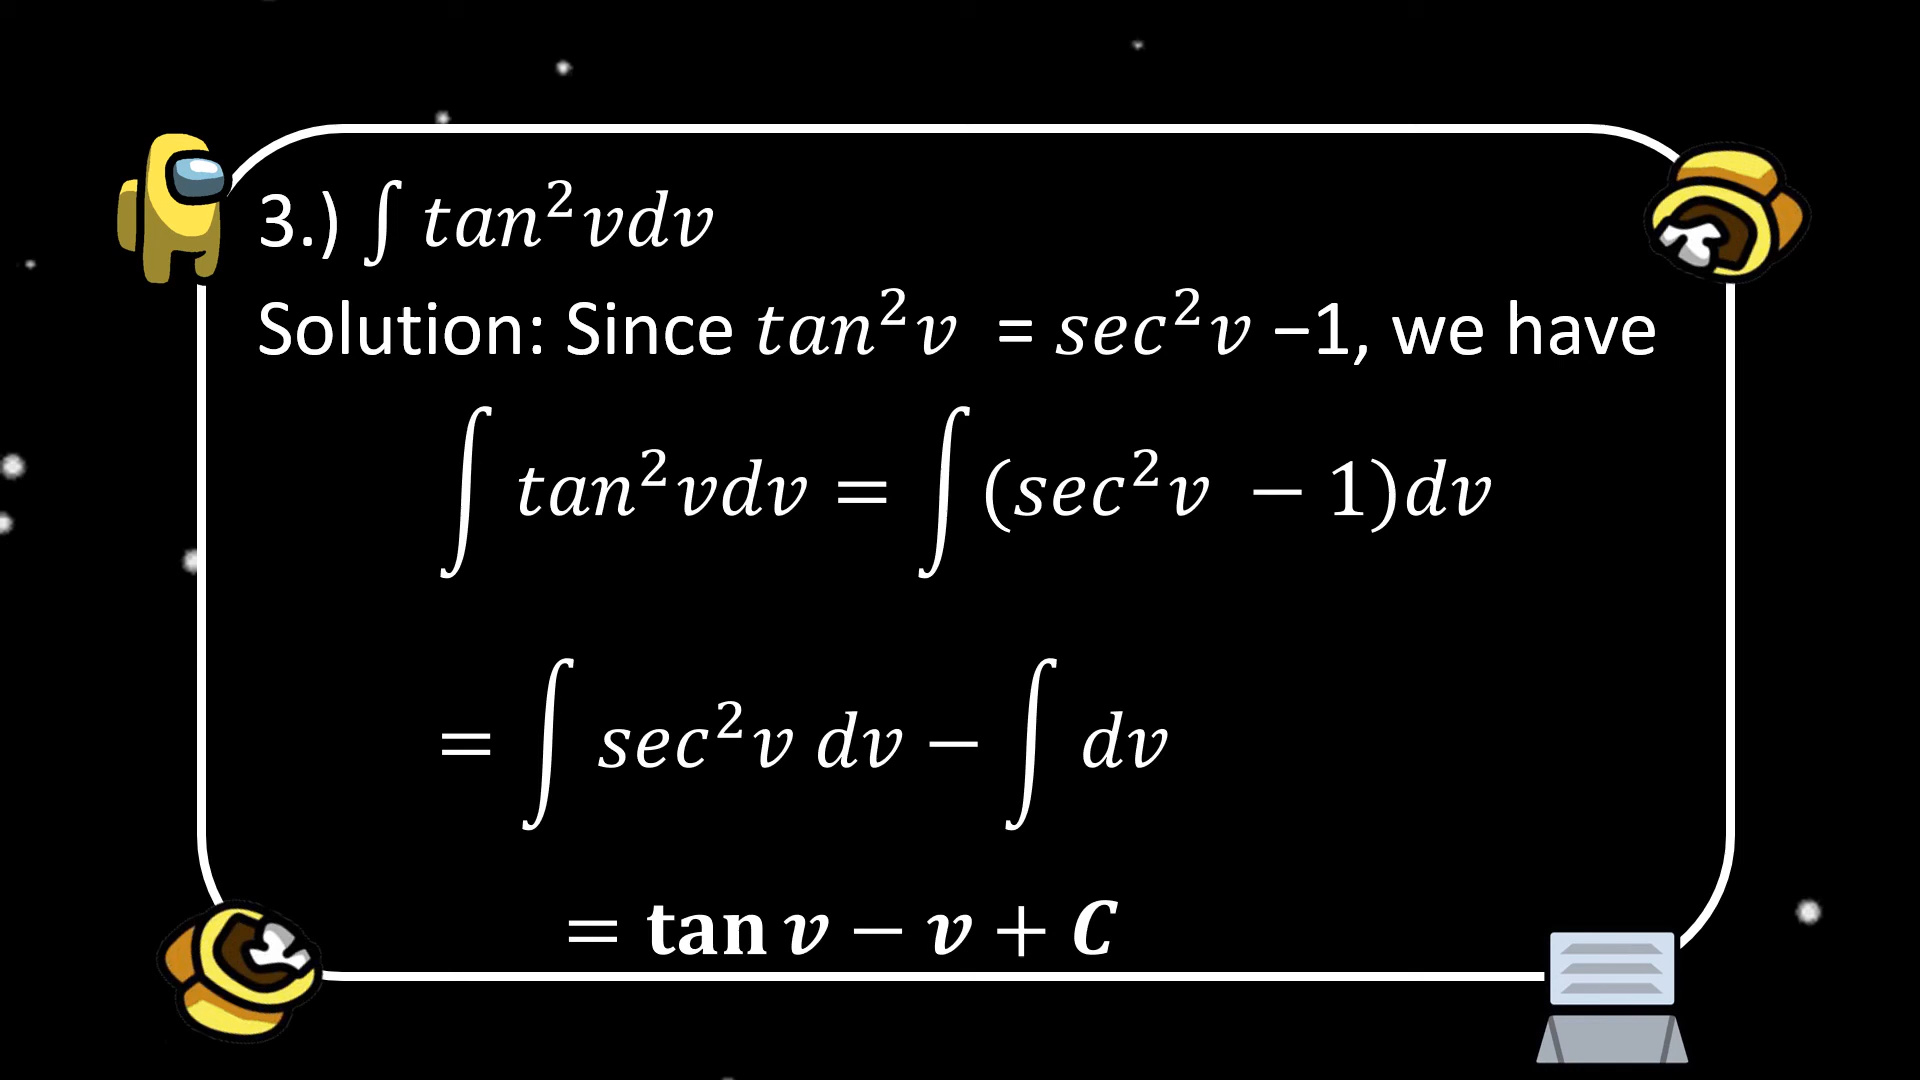 3.) ∫ tan²vdv
Solution: Since tan²v = sec²v −1, we have
∫ tan²vdv = ∫(sec²v − 1)dv
= ∫ sec²v dv − ∫ dv
= tan v − v + C